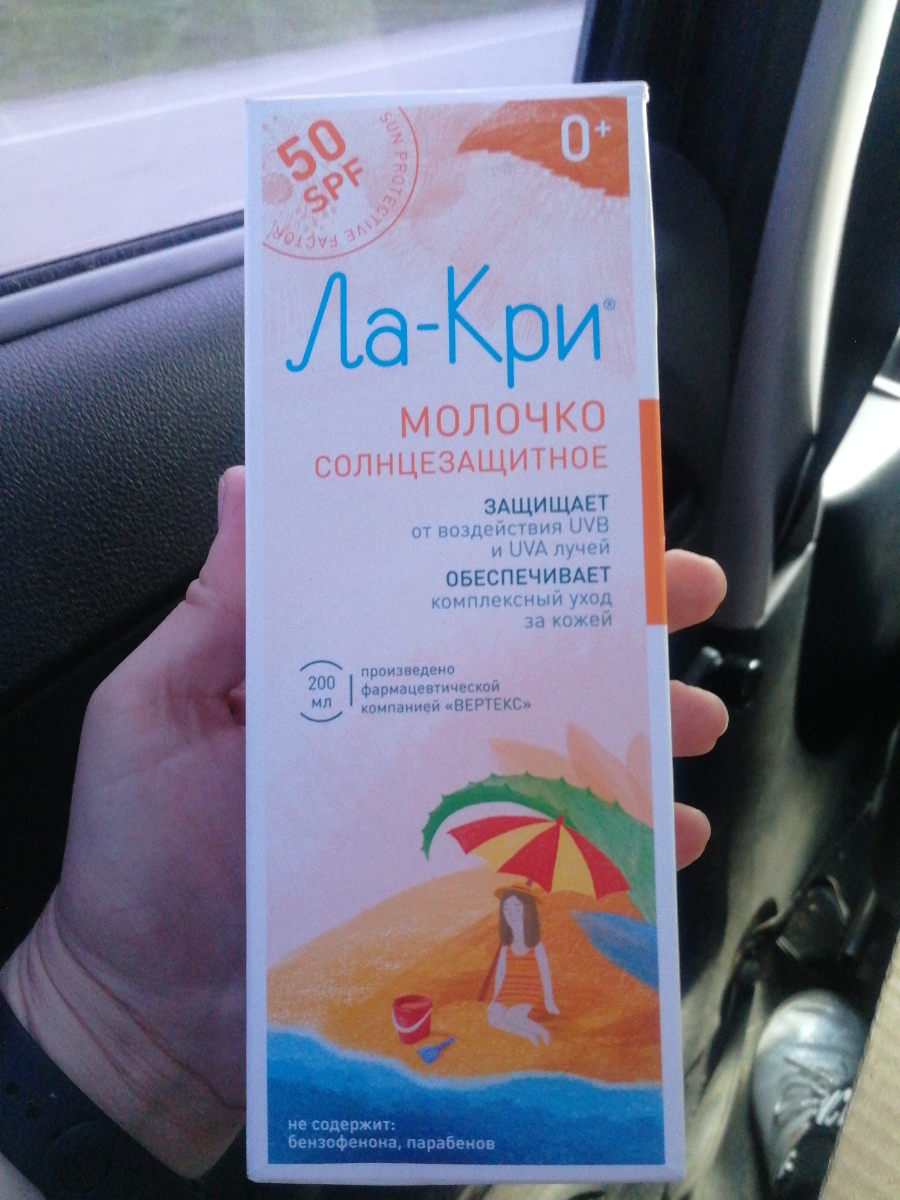 50
SPF
SUN PROTECTIVE FACTOR
0+
Ла-Кри®
МОЛОЧКО
СОЛНЦЕЗАЩИТНОЕ
ЗАЩИЩАЕТ
от воздействия UVB
и UVA лучей
ОБЕСПЕЧИВАЕТ
комплексный уход
за кожей
200
мл
произведено
фармацевтической
компанией «ВЕРТЕКС»
не содержит:
бензофенона, парабенов